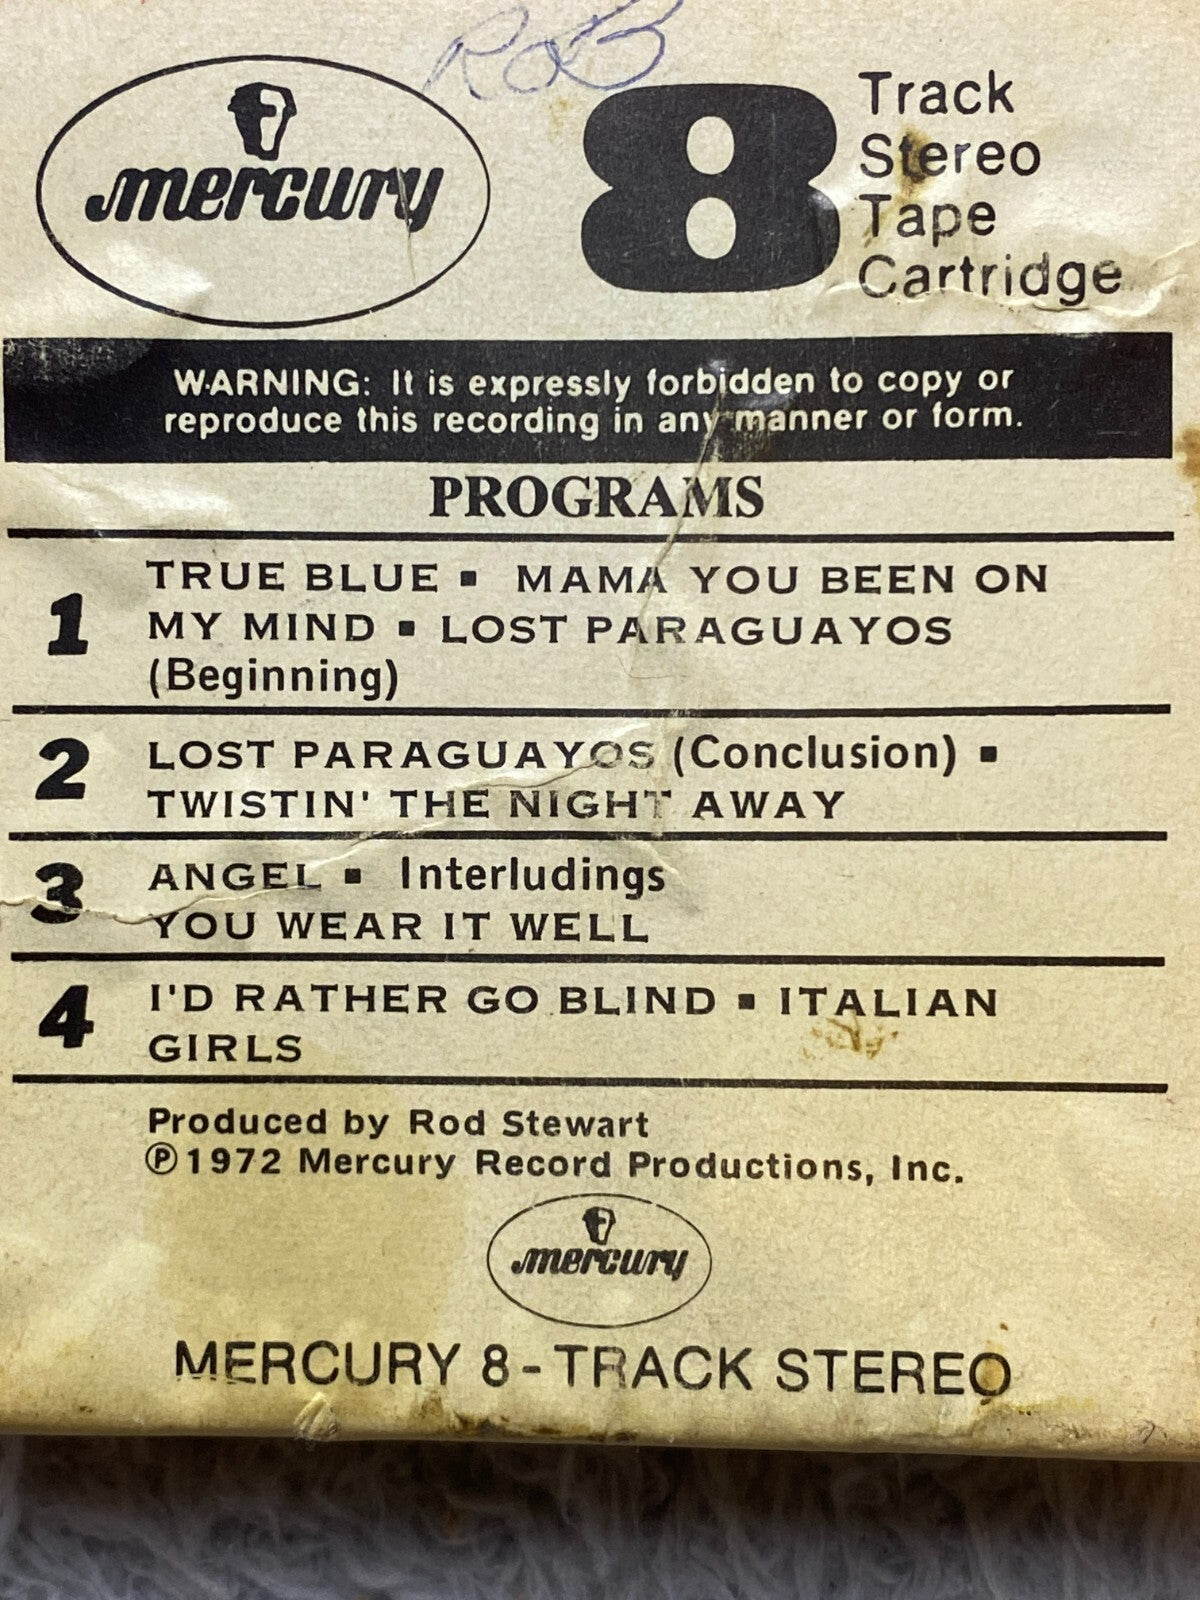 Rob
mercury
8 Track
Stereo
Tape
Cartridge
WARNING: It is expressly forbidden to copy or
reproduce this recording in any manner or form.
PROGRAMS
1 TRUE BLUE ▪ MAMA YOU BEEN ON
MY MIND ▪ LOST PARAGUAYOS
(Beginning)
2 LOST PARAGUAYOS (Conclusion) ▪
TWISTIN' THE NIGHT AWAY
3 ANGEL ▪ Interludings
YOU WEAR IT WELL
4 I'D RATHER GO BLIND ▪ ITALIAN
GIRLS
Produced by Rod Stewart
℗1972 Mercury Record Productions, Inc.
mercury
MERCURY 8-TRACK STEREO